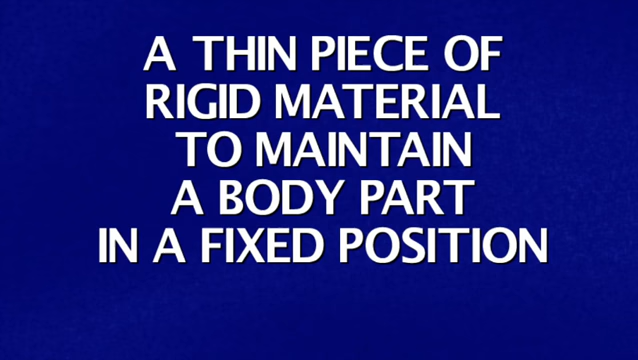 A THIN PIECE OF
RIGID MATERIAL
TO MAINTAIN
A BODY PART
IN A FIXED POSITION